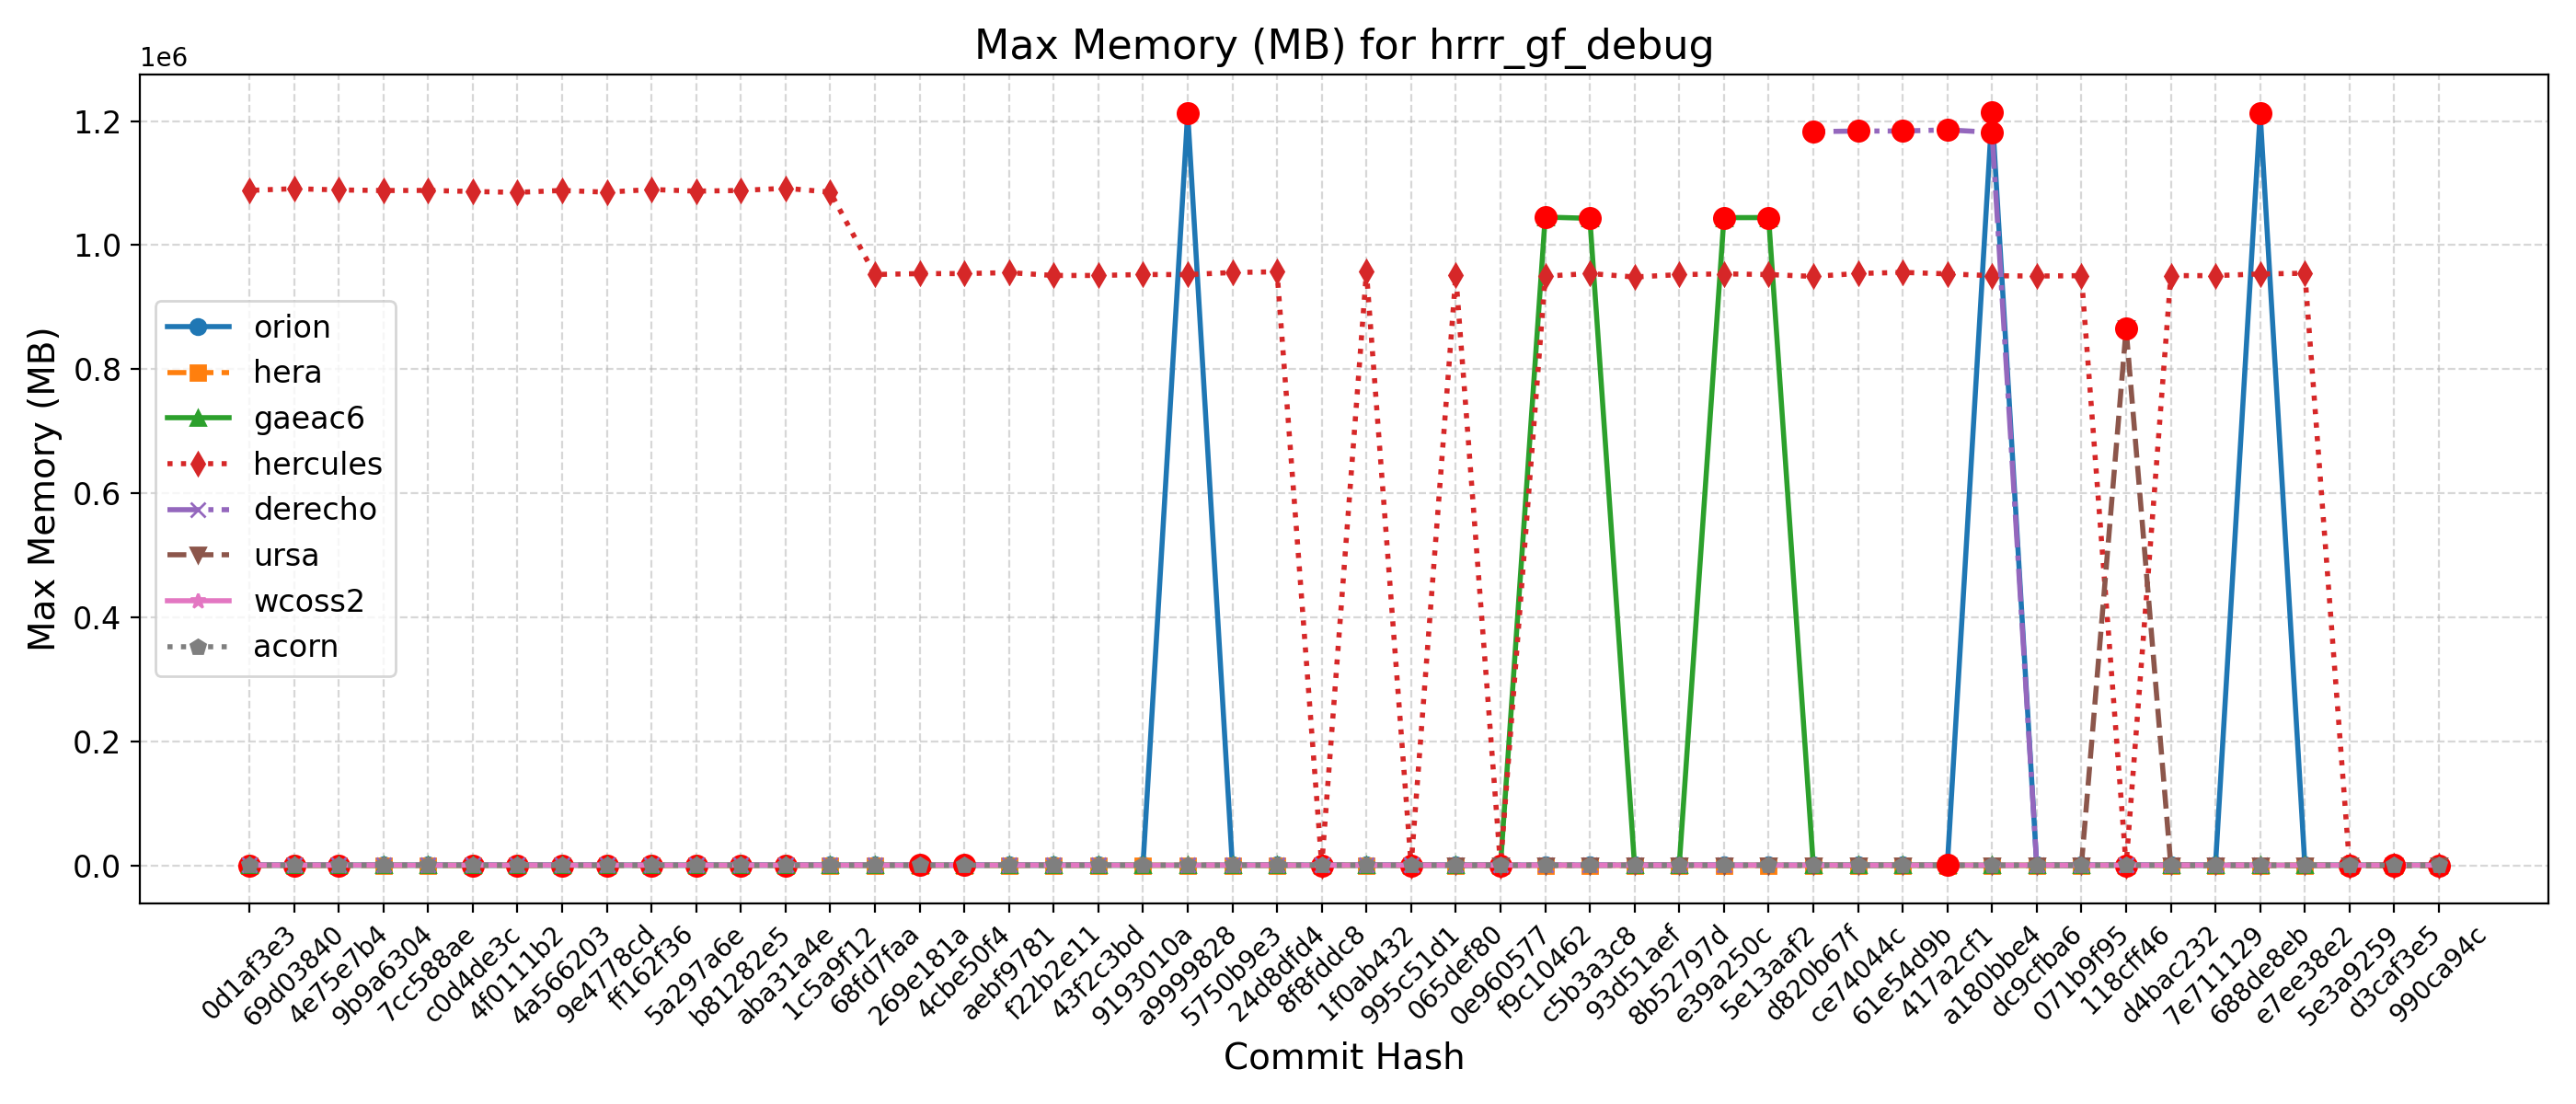 Max Memory (MB) for hrrr_gf_debug
1e6
Max Memory (MB)
1.2
1.0
0.8
0.6
0.4
0.2
0.0
orion
hera
gaeac6
hercules
derecho
ursa
wcoss2
acorn
0d1af3e3
69d03840
4e75e7b4
9b9a6304
7cc588ae
c0d4de3c
4f0111b2
4a566203
9e4778cd
ff162f36
5a297a6e
b81282e5
aba31a4e
1c5a9f12
68fd7faa
269e181a
4cbe50f4
aebf9781
f22b2e11
43f2c3bd
9193010a
a9999828
5750b9e3
24d8dfd4
8f8fddc8
1f0ab432
995c51d1
065def80
0e960577
f9c10462
c5b3a3c8
93d51aef
8b52797d
e39a250c
5e13aaf2
d820b67f
ce74044c
61e54d9b
417a2cf1
a180bbe4
dc9cfba6
071b9f95
118cff46
d4bac232
7e711129
688de8eb
e7ee38e2
5e3a9259
d3caf3e5
990ca94c
Commit Hash